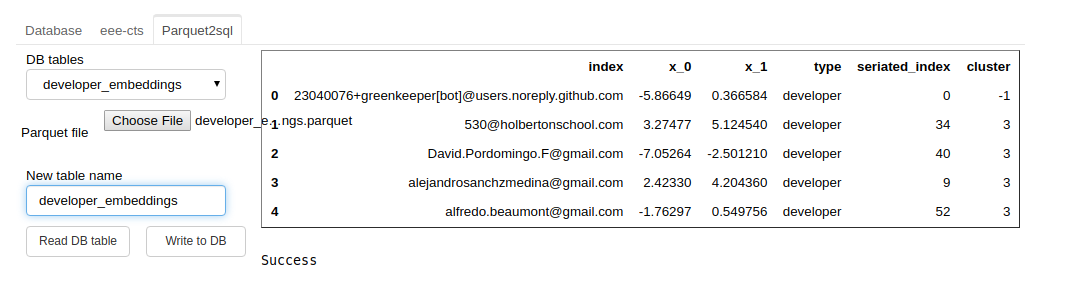 Database eee-cts Parquet2sql
DB tables
developer_embeddings
Choose File developer_e...ngs.parquet
Parquet file
New table name
developer_embeddings
Read DB table Write to DB
index x_0 x_1 type seriated_index cluster
0 23040076+greenkeeper[bot]@users.noreply.github.com -5.86649 0.366584 developer 0 -1
1 530@holbertonschool.com 3.27477 5.124540 developer 34 3
2 David.Pordomingo.F@gmail.com -7.05264 -2.501210 developer 40 3
3 alejandrosanchzmedina@gmail.com 2.42330 4.204360 developer 9 3
4 alfredo.beaumont@gmail.com -1.76297 0.549756 developer 52 3
Success